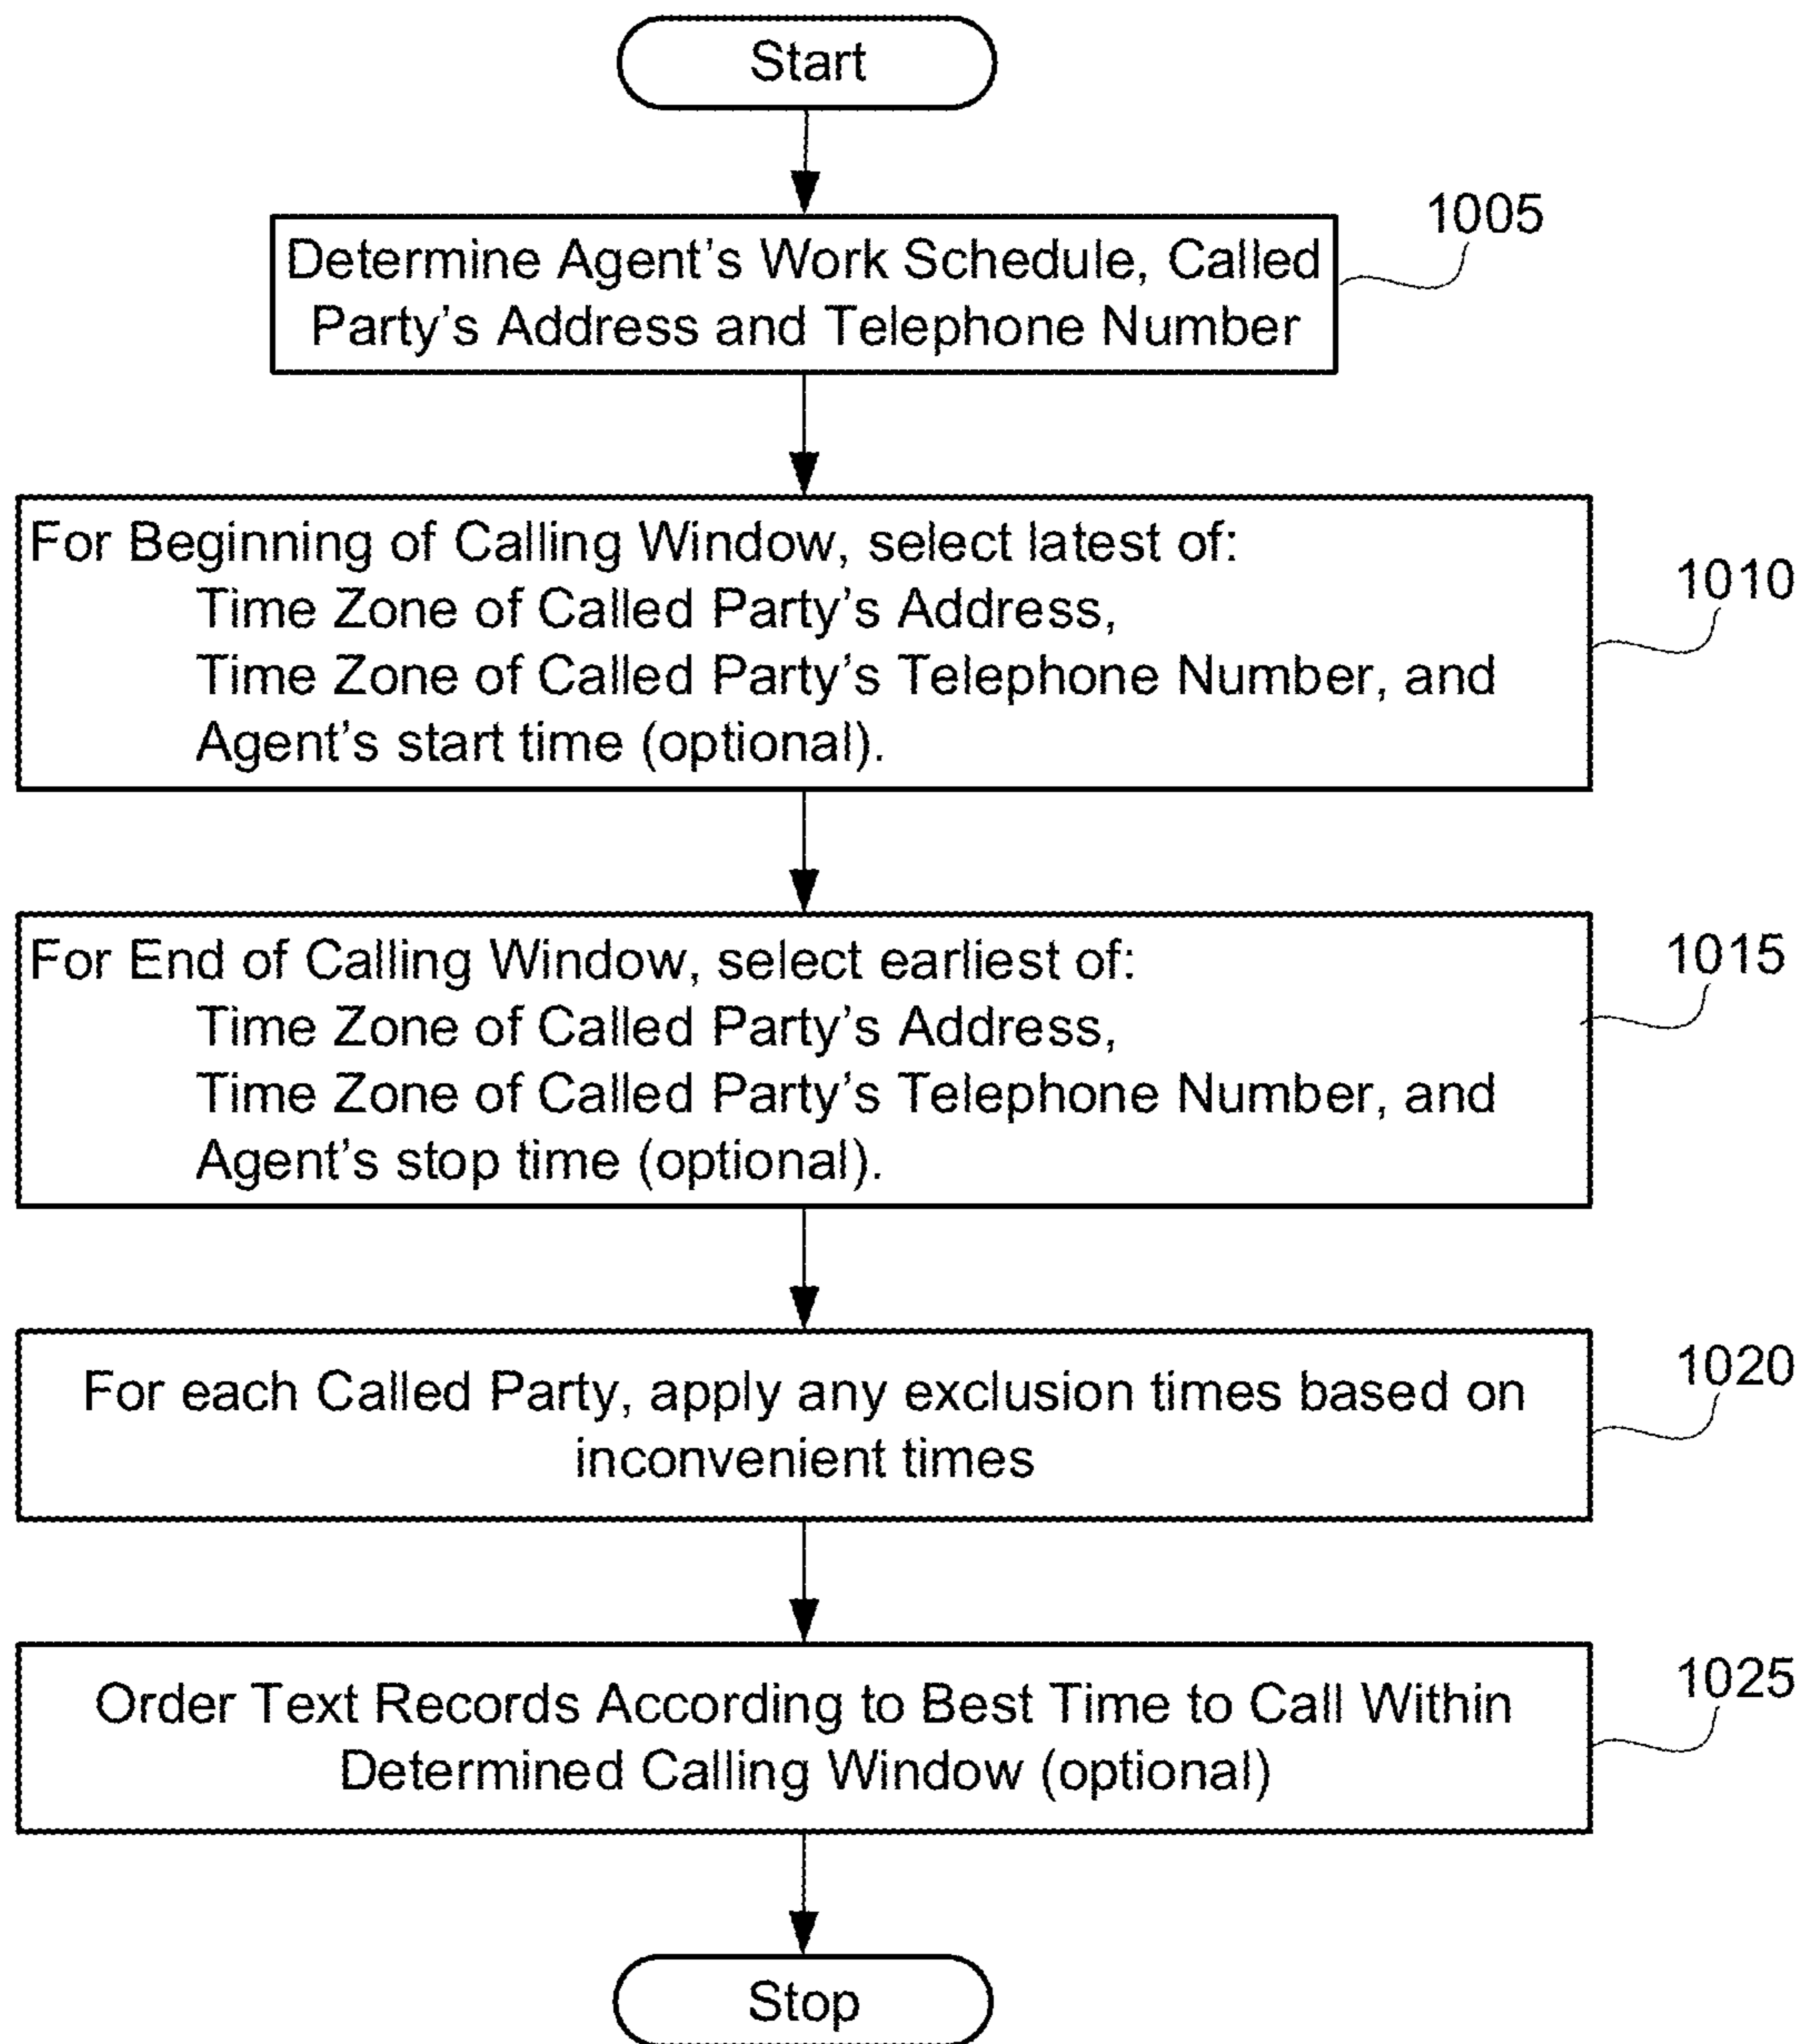 Start
1005
Determine Agent's Work Schedule, Called
Party's Address and Telephone Number
For Beginning of Calling Window, select latest of:
1010
Time Zone of Called Party's Address,
Time Zone of Called Party's Telephone Number, and
Agent's start time (optional).
For End of Calling Window, select earliest of:
1015
Time Zone of Called Party's Address,
Time Zone of Called Party's Telephone Number, and
Agent's stop time (optional).
1020
For each Called Party, apply any exclusion times based on
inconvenient times
1025
Order Text Records According to Best Time to Call Within
Determined Calling Window (optional)
Stop